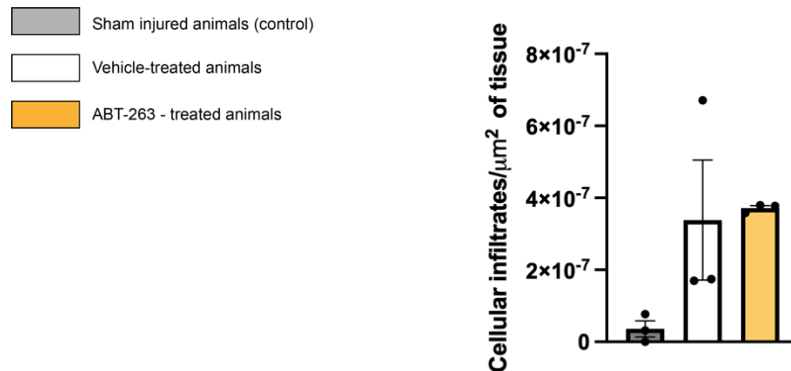 Sham injured animals (control)
Vehicle-treated animals
ABT-263 - treated animals
Cellular infiltrates/μm² of tissue
8×10⁻⁷
6×10⁻⁷
4×10⁻⁷
2×10⁻⁷
0